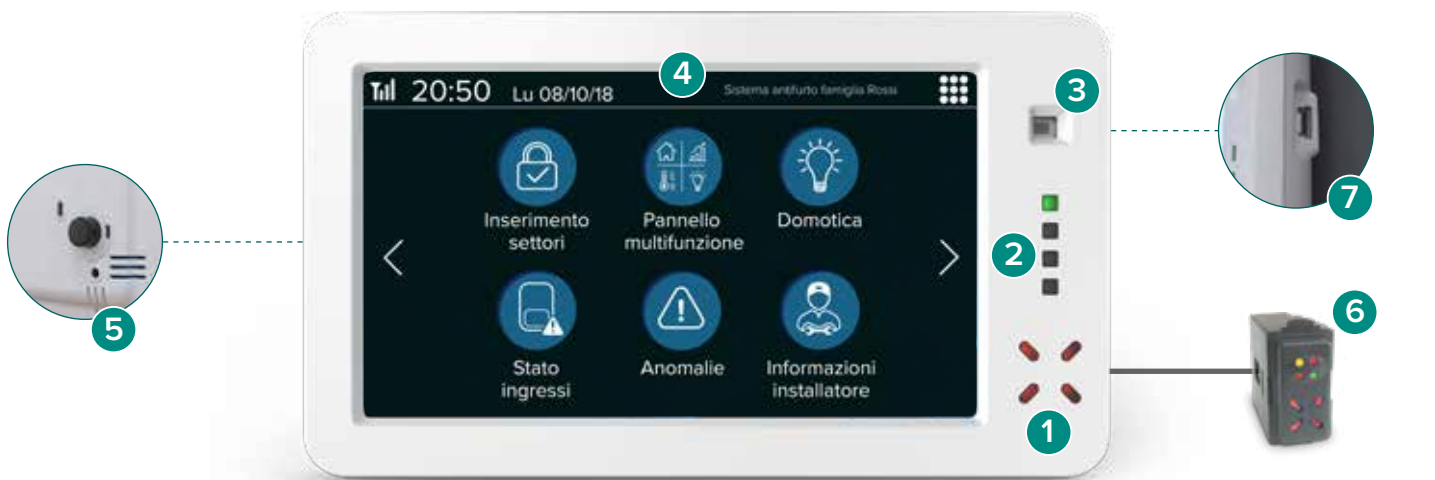 4
20:50 Lu 08/10/18
Sistema antifurto famiglia Rossi
3
7
Inserimento
settori
Pannello
multifunzione
Domotica
2
5
Stato
ingressi
Anomalie
Informazioni
installatore
6
1